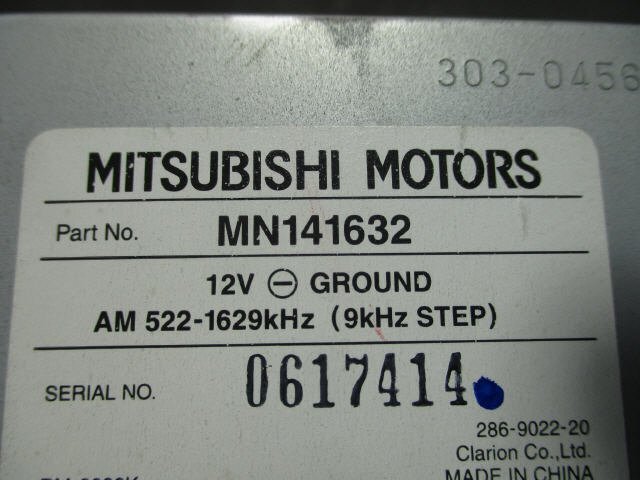 303-0456
MITSUBISHI MOTORS
Part No. MN141632
12V ⊖ GROUND
AM 522-1629kHz (9kHz STEP)
SERIAL NO. 0617414
286-9022-20
Clarion Co.,Ltd.
MADE IN CHINA